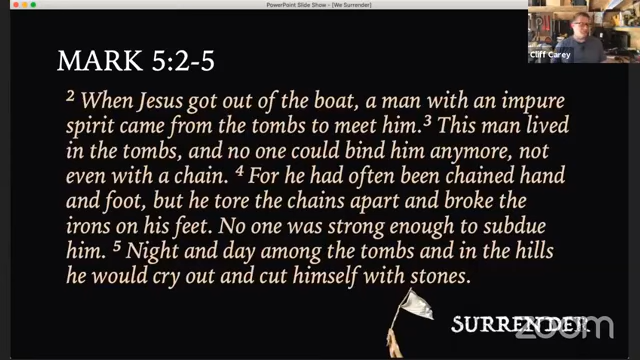 PowerPoint Slide Show - [We Surrender]
Cliff Carey
MARK 5:2-5
2 When Jesus got out of the boat, a man with an impure
spirit came from the tombs to meet him.3 This man lived
in the tombs, and no one could bind him anymore, not
even with a chain. 4 For he had often been chained hand
and foot, but he tore the chains apart and broke the
irons on his feet. No one was strong enough to subdue
him. 5 Night and day among the tombs and in the hills
he would cry out and cut himself with stones.
SURRENDER
zoom